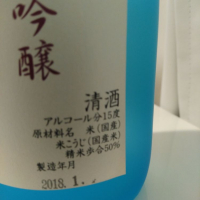 吟醸
清酒
アルコール分15度
原材料名 米(国産)
米こうじ(国産米)
精米歩合50%
製造年月
2018.1.